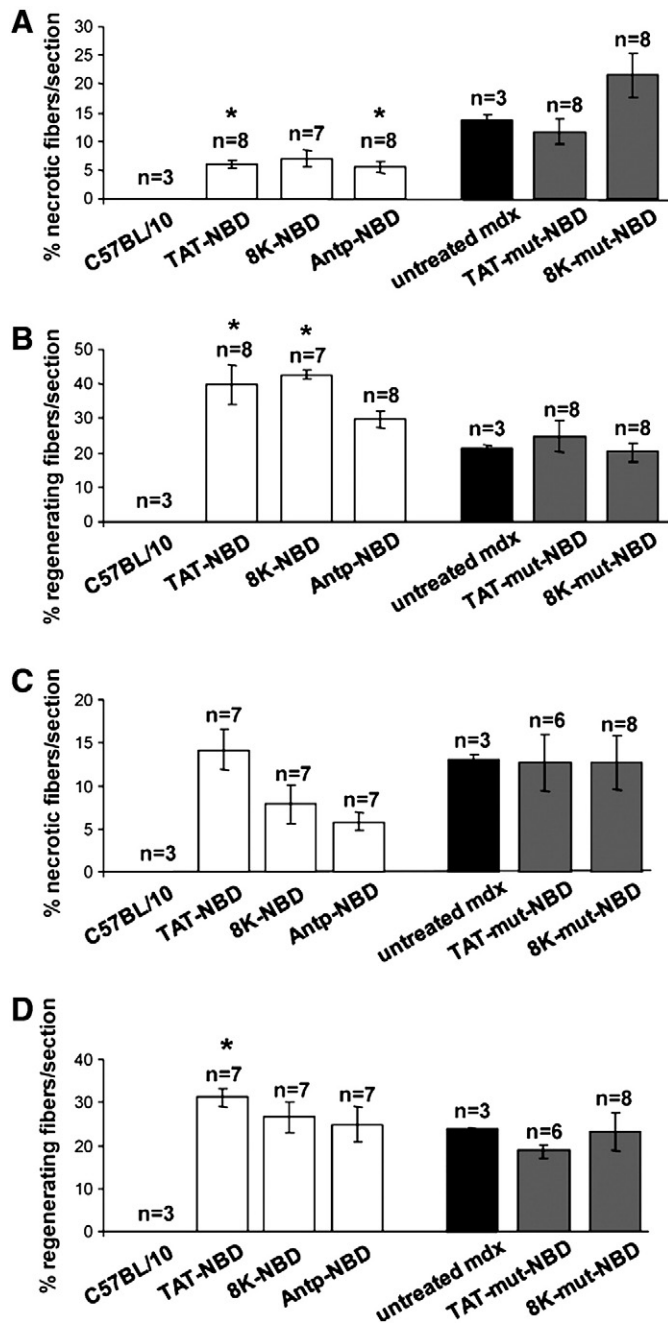 A
% necrotic fibers/section
30
25
20
15
10
5
0
n=3
*
n=8
n=7
*
n=8
n=3
n=8
n=8
C57BL/10
TAT-NBD
8K-NBD
Antp-NBD
untreated mdx
TAT-mut-NBD
8K-mut-NBD
B
% regenerating fibers/section
50
40
30
20
10
0
n=3
*
n=8
*
n=7
n=8
n=3
n=8
n=8
C57BL/10
TAT-NBD
8K-NBD
Antp-NBD
untreated mdx
TAT-mut-NBD
8K-mut-NBD
C
% necrotic fibers/section
20
15
10
5
0
n=3
n=7
n=7
n=7
n=3
n=6
n=8
C57BL/10
TAT-NBD
8K-NBD
Antp-NBD
untreated mdx
TAT-mut-NBD
8K-mut-NBD
D
% regenerating fibers/section
40
30
20
10
0
n=3
*
n=7
n=7
n=7
n=3
n=6
n=8
C57BL/10
TAT-NBD
8K-NBD
Antp-NBD
untreated mdx
TAT-mut-NBD
8K-mut-NBD